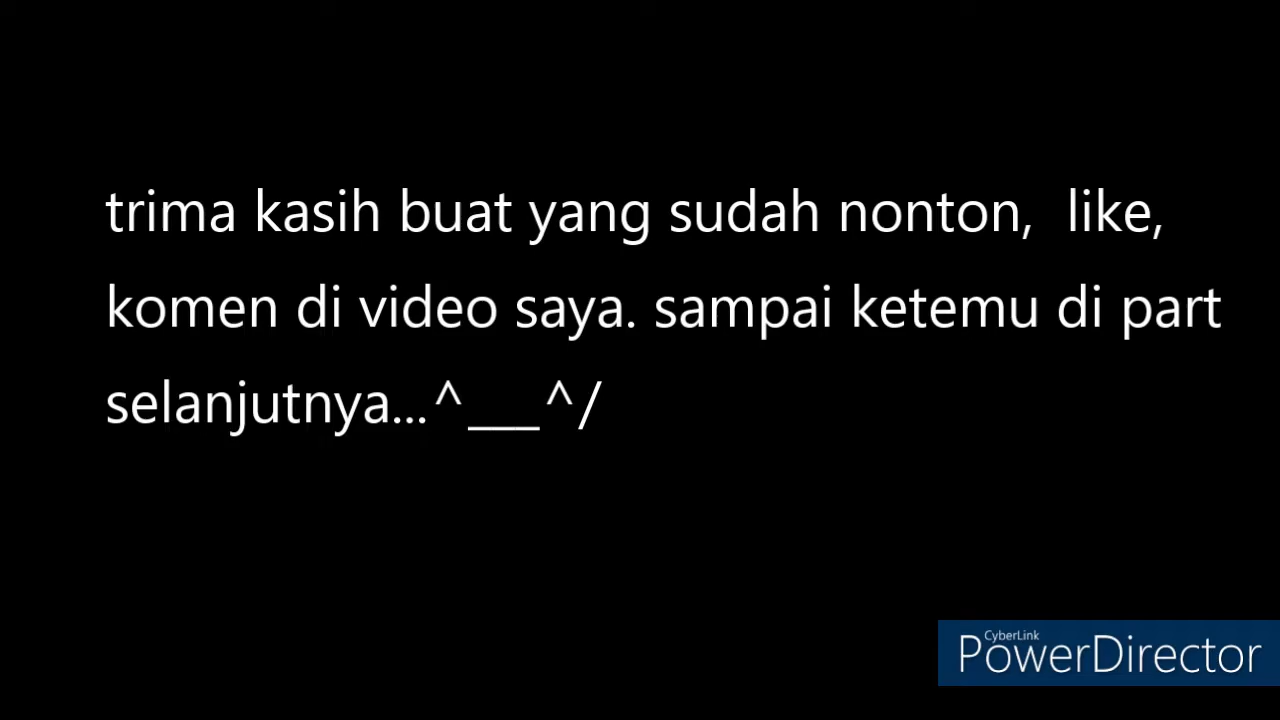 trima kasih buat yang sudah nonton,  like,
komen di video saya. sampai ketemu di part
selanjutnya...^___^/
CyberLink
PowerDirector